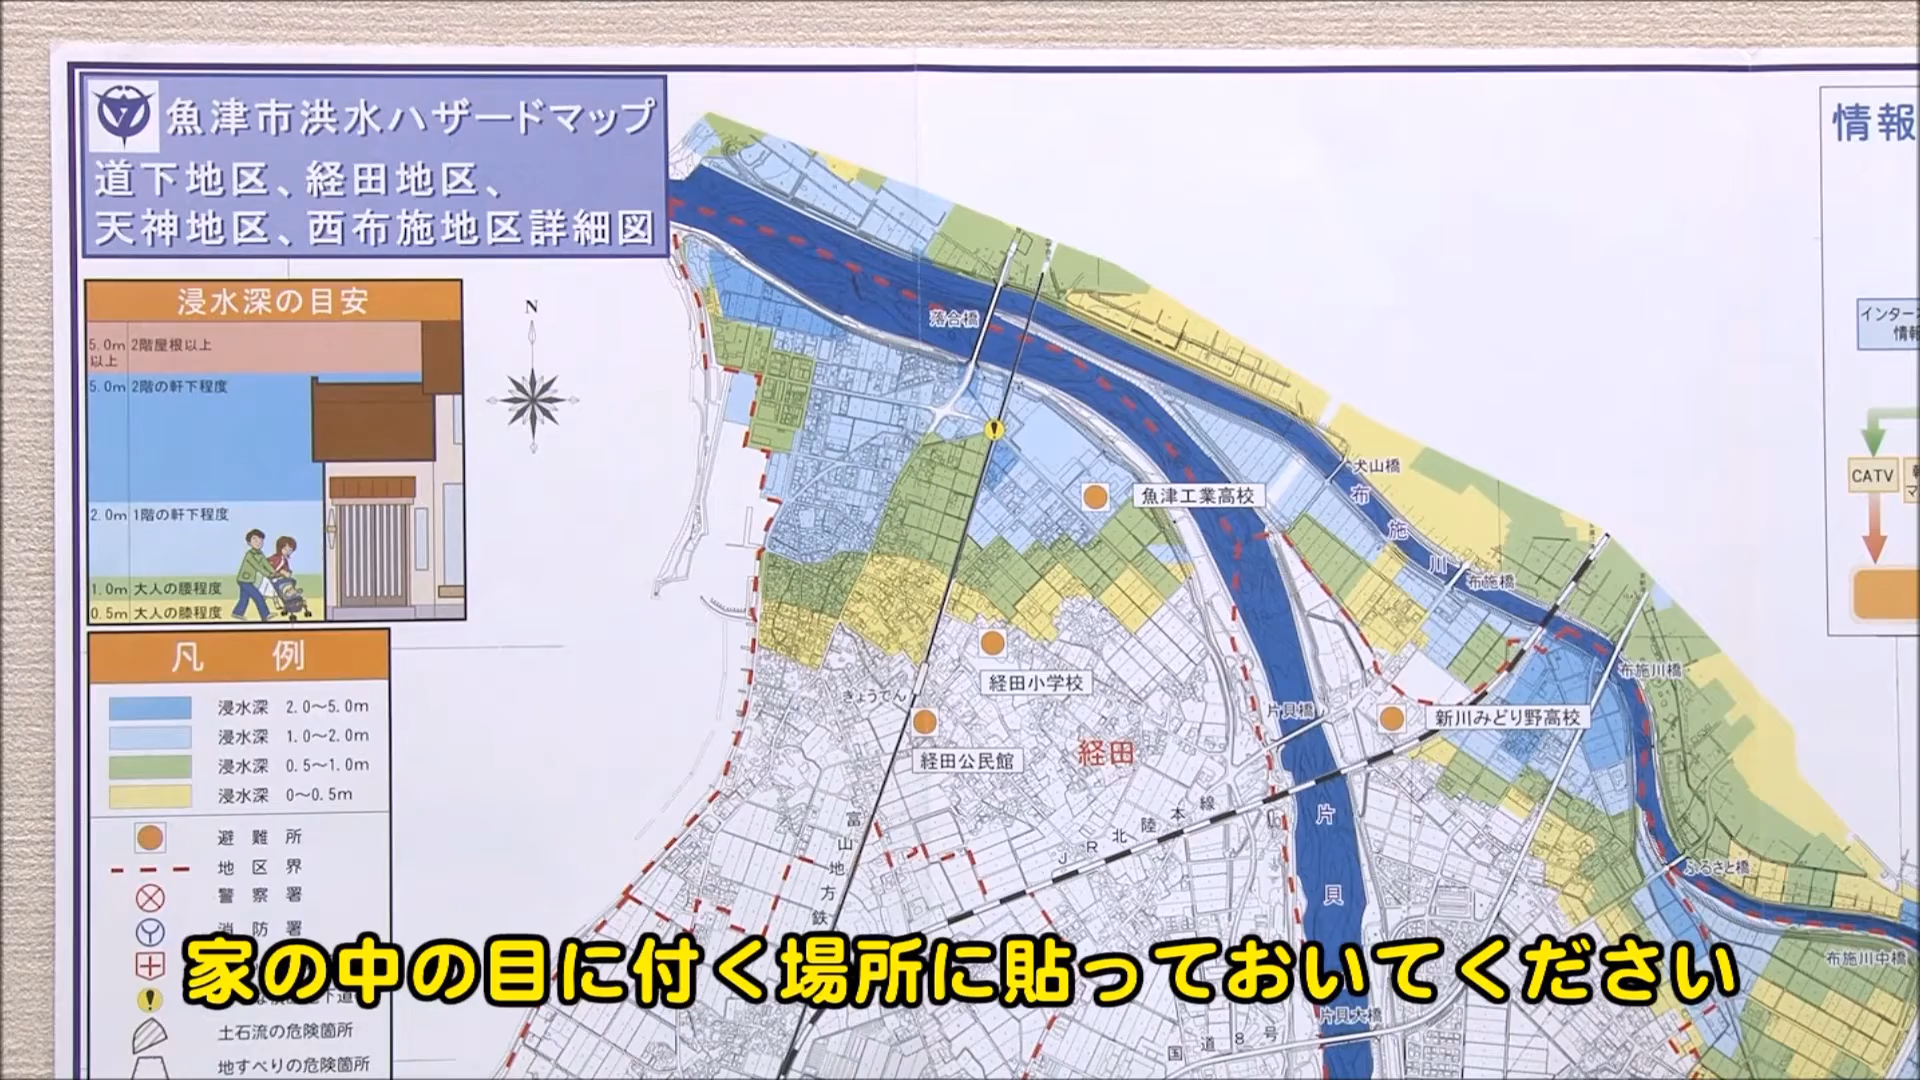 魚津市洪水ハザードマップ
道下地区、経田地区、
天神地区、西布施地区詳細図
情報
浸水深の目安
5.0m以上 2階屋根以上
5.0m 2階の軒下程度
2.0m 1階の軒下程度
1.0m 大人の腰程度
0.5m 大人の膝程度
N
凡 例
浸水深 2.0～5.0m
浸水深 1.0～2.0m
浸水深 0.5～1.0m
浸水深 0～0.5m
避難所
地区界
警察署
消防署
土石流の危険箇所
地すべりの危険箇所
落合橋
魚津工業高校
犬山橋
布施川
布施橋
布施川橋
経田小学校
きょうでん
経田公民館
経田
片貝橋
新川みどり野高校
JR北陸本線
富山地方鉄
片貝
ふるさと橋
布施川中橋
片貝大橋
国道8号
インター
情報
CATV
家の中の目に付く場所に貼っておいてください